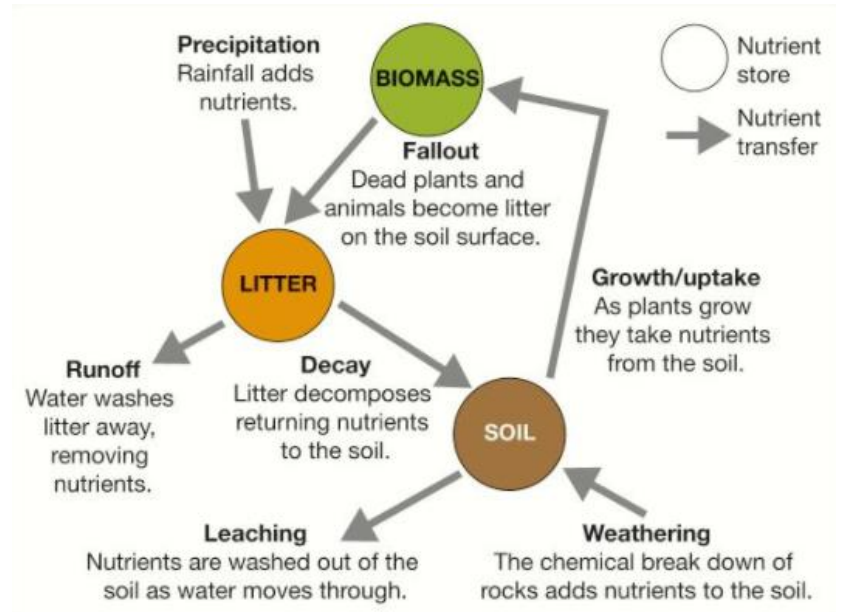 Precipitation
Rainfall adds
nutrients.
BIOMASS
Nutrient
store
Nutrient
transfer
Fallout
Dead plants and
animals become litter
on the soil surface.
LITTER
Growth/uptake
As plants grow
they take nutrients
from the soil.
Runoff
Water washes
litter away,
removing
nutrients.
Decay
Litter decomposes
returning nutrients
to the soil.
SOIL
Leaching
Nutrients are washed out of the
soil as water moves through.
Weathering
The chemical break down of
rocks adds nutrients to the soil.